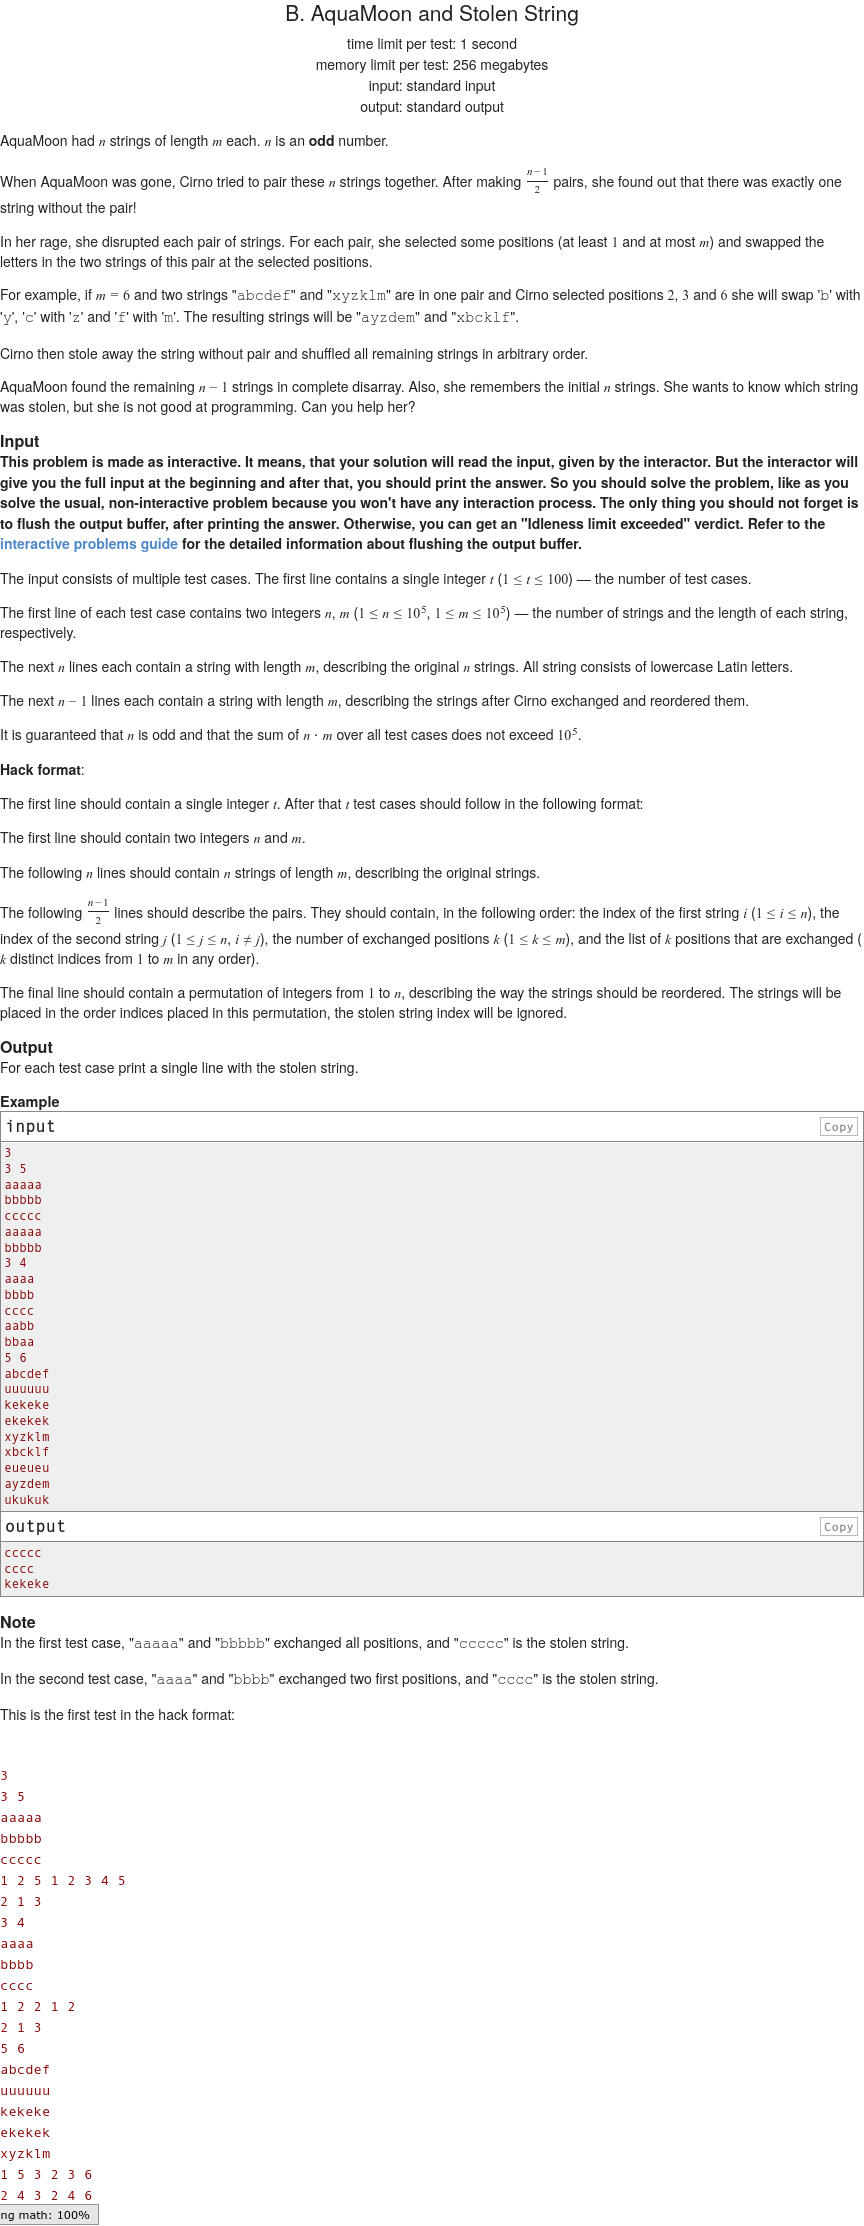 B. AquaMoon and Stolen String
time limit per test: 1 second
memory limit per test: 256 megabytes
input: standard input
output: standard output
AquaMoon had n strings of length m each. n is an odd number.
When AquaMoon was gone, Cirno tried to pair these n strings together. After making (n−1)/2 pairs, she found out that there was exactly one
string without the pair!
In her rage, she disrupted each pair of strings. For each pair, she selected some positions (at least 1 and at most m) and swapped the
letters in the two strings of this pair at the selected positions.
For example, if m = 6 and two strings "abcdef" and "xyzklm" are in one pair and Cirno selected positions 2, 3 and 6 she will swap 'b' with
'y', 'c' with 'z' and 'f' with 'm'. The resulting strings will be "ayzdem" and "xbcklf".
Cirno then stole away the string without pair and shuffled all remaining strings in arbitrary order.
AquaMoon found the remaining n − 1 strings in complete disarray. Also, she remembers the initial n strings. She wants to know which string
was stolen, but she is not good at programming. Can you help her?
Input
This problem is made as interactive. It means, that your solution will read the input, given by the interactor. But the interactor will
give you the full input at the beginning and after that, you should print the answer. So you should solve the problem, like as you
solve the usual, non-interactive problem because you won't have any interaction process. The only thing you should not forget is
to flush the output buffer, after printing the answer. Otherwise, you can get an "Idleness limit exceeded" verdict. Refer to the
interactive problems guide for the detailed information about flushing the output buffer.
The input consists of multiple test cases. The first line contains a single integer t (1 ≤ t ≤ 100) — the number of test cases.
The first line of each test case contains two integers n, m (1 ≤ n ≤ 10⁵, 1 ≤ m ≤ 10⁵) — the number of strings and the length of each string,
respectively.
The next n lines each contain a string with length m, describing the original n strings. All string consists of lowercase Latin letters.
The next n − 1 lines each contain a string with length m, describing the strings after Cirno exchanged and reordered them.
It is guaranteed that n is odd and that the sum of n · m over all test cases does not exceed 10⁵.
Hack format:
The first line should contain a single integer t. After that t test cases should follow in the following format:
The first line should contain two integers n and m.
The following n lines should contain n strings of length m, describing the original strings.
The following (n−1)/2 lines should describe the pairs. They should contain, in the following order: the index of the first string i (1 ≤ i ≤ n), the
index of the second string j (1 ≤ j ≤ n, i ≠ j), the number of exchanged positions k (1 ≤ k ≤ m), and the list of k positions that are exchanged (
k distinct indices from 1 to m in any order).
The final line should contain a permutation of integers from 1 to n, describing the way the strings should be reordered. The strings will be
placed in the order indices placed in this permutation, the stolen string index will be ignored.
Output
For each test case print a single line with the stolen string.
Example
input Copy
3
3 5
aaaaa
bbbbb
ccccc
aaaaa
bbbbb
3 4
aaaa
bbbb
cccc
aabb
bbaa
5 6
abcdef
uuuuuu
kekeke
ekekek
xyzklm
xbcklf
eueueu
ayzdem
ukukuk
output Copy
ccccc
cccc
kekeke
Note
In the first test case, "aaaaa" and "bbbbb" exchanged all positions, and "ccccc" is the stolen string.
In the second test case, "aaaa" and "bbbb" exchanged two first positions, and "cccc" is the stolen string.
This is the first test in the hack format:
3
3 5
aaaaa
bbbbb
ccccc
1 2 5 1 2 3 4 5
2 1 3
3 4
aaaa
bbbb
cccc
1 2 2 1 2
2 1 3
5 6
abcdef
uuuuuu
kekeke
ekekek
xyzklm
1 5 3 2 3 6
2 4 3 2 4 6
ng math: 100%